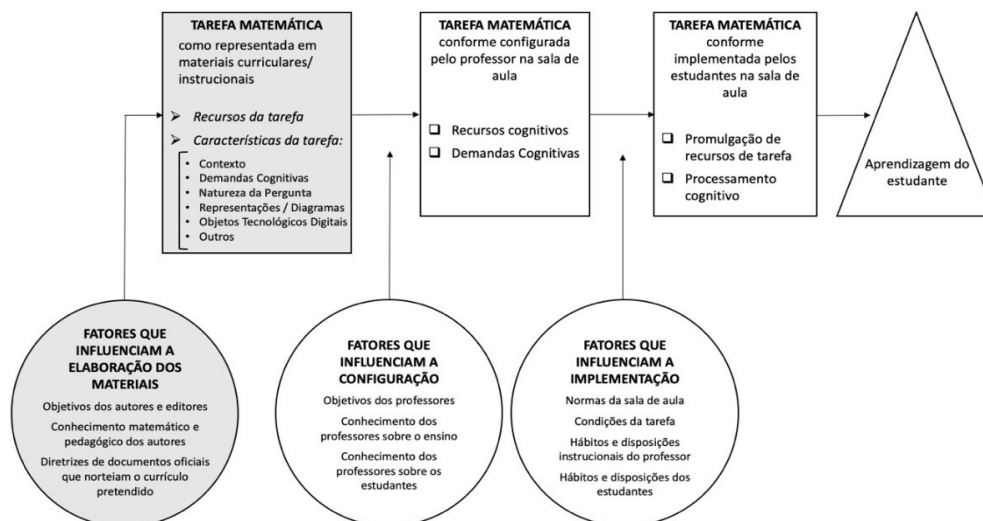 TAREFA MATEMÁTICA
como representada em
materiais curriculares/
instrucionais
➢ Recursos da tarefa
➢ Características da tarefa:
• Contexto
• Demandas Cognitivas
• Natureza da Pergunta
• Representações / Diagramas
• Objetos Tecnológicos Digitais
• Outros
TAREFA MATEMÁTICA
conforme configurada
pelo professor na sala de
aula
❑ Recursos cognitivos
❑ Demandas Cognitivas
TAREFA MATEMÁTICA
conforme
implementada pelos
estudantes na sala de
aula
❑ Promulgação de
recursos de tarefa
❑ Processamento
cognitivo
Aprendizagem do
estudante
FATORES QUE
INFLUENCIAM A
ELABORAÇÃO DOS
MATERIAIS
Objetivos dos autores e editores
Conhecimento matemático e
pedagógico dos autores
Diretrizes de documentos oficiais
que norteiam o currículo
pretendido
FATORES QUE
INFLUENCIAM A
CONFIGURAÇÃO
Objetivos dos professores
Conhecimento dos
professores sobre o ensino
Conhecimento dos
professores sobre os
estudantes
FATORES QUE
INFLUENCIAM A
IMPLEMENTAÇÃO
Normas da sala de aula
Condições da tarefa
Hábitos e disposições
instrucionais do professor
Hábitos e disposições dos
estudantes